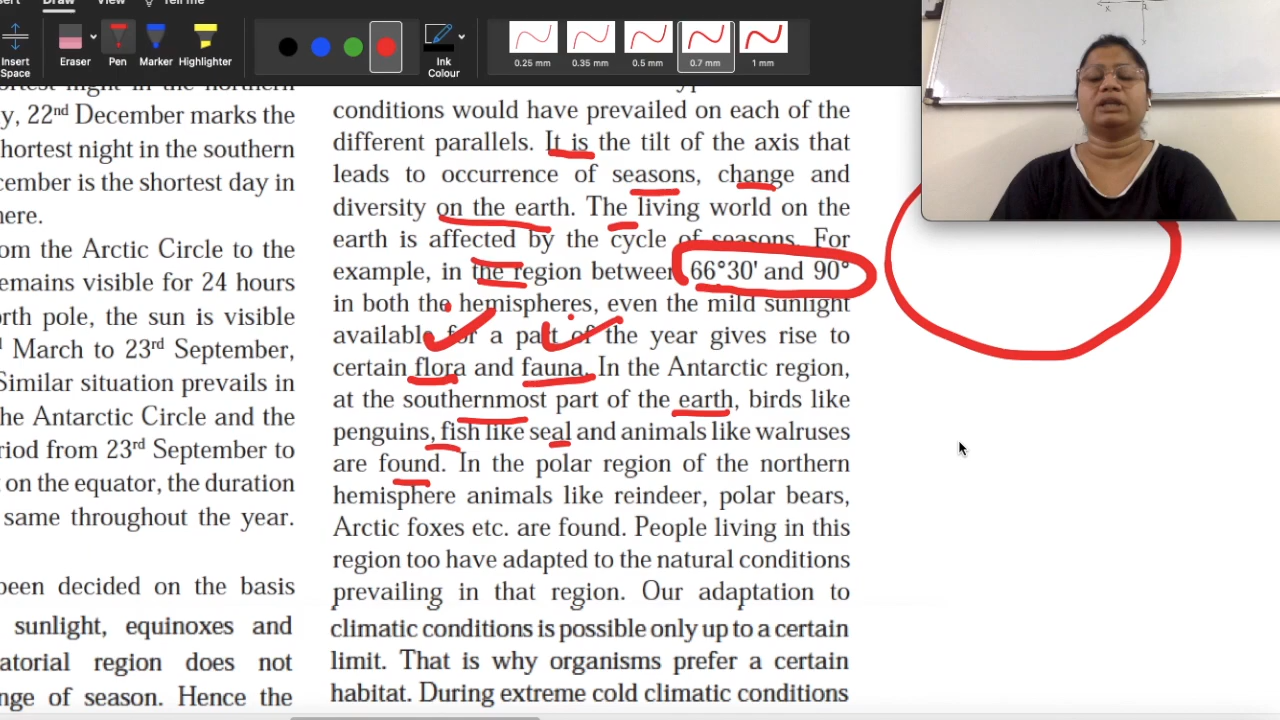 Draw
View
Tell me
Insert Space
Eraser
Pen
Marker
Highlighter
Ink Colour
0.25 mm
0.35 mm
0.5 mm
0.7 mm
1 mm
x
y, 22nd December marks the
hortest night in the southern
cember is the shortest day in
here.
om the Arctic Circle to the
emains visible for 24 hours
orth pole, the sun is visible
March to 23rd September,
Similar situation prevails in
he Antarctic Circle and the
riod from 23rd September to
t on the equator, the duration
same throughout the year.
been decided on the basis
sunlight, equinoxes and
atorial region does not
nge of season. Hence the
conditions would have prevailed on each of the
different parallels. It is the tilt of the axis that
leads to occurrence of seasons, change and
diversity on the earth. The living world on the
earth is affected by the cycle of seasons. For
example, in the region between 66°30' and 90°
in both the hemispheres, even the mild sunlight
available for a part of the year gives rise to
certain flora and fauna. In the Antarctic region,
at the southernmost part of the earth, birds like
penguins, fish like seal and animals like walruses
are found. In the polar region of the northern
hemisphere animals like reindeer, polar bears,
Arctic foxes etc. are found. People living in this
region too have adapted to the natural conditions
prevailing in that region. Our adaptation to
climatic conditions is possible only up to a certain
limit. That is why organisms prefer a certain
habitat. During extreme cold climatic conditions